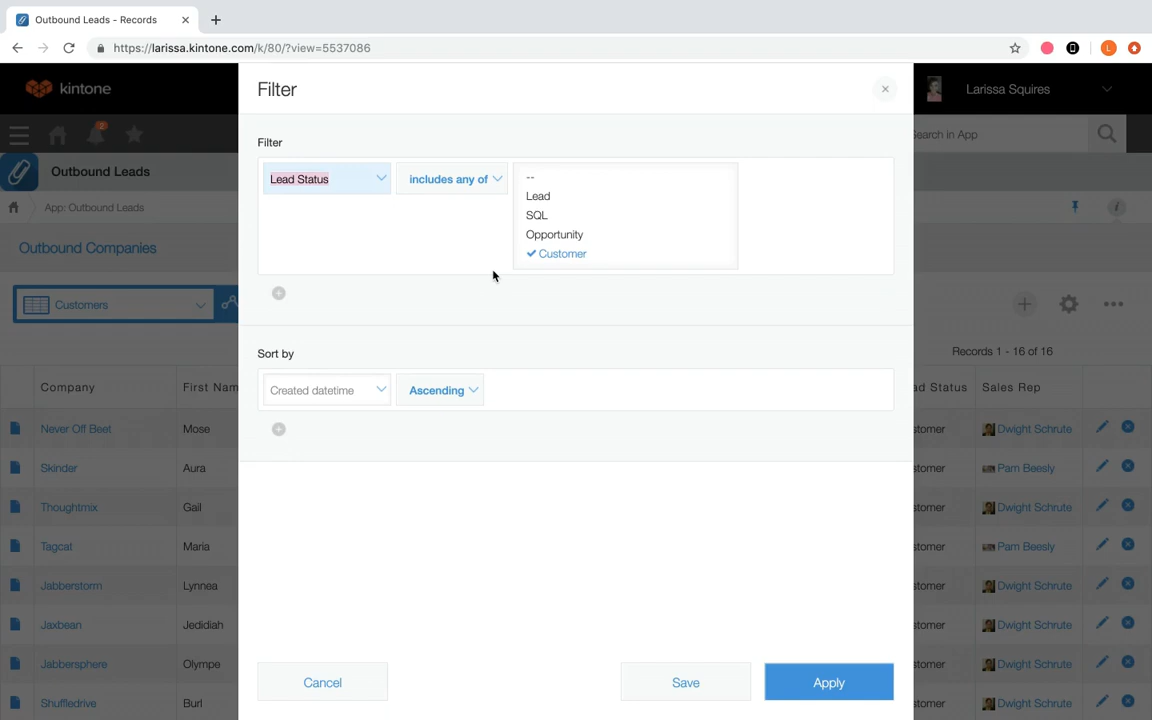 Outbound Leads - Records
https://larissa.kintone.com/k/80/?view=5537086
L
kintone
Larissa Squires
2
Search in App
Outbound Leads
App: Outbound Leads
Outbound Companies
Customers
Records 1 - 16 of 16
Filter
Filter
Lead Status
includes any of
--
Lead
SQL
Opportunity
Customer
Sort by
Created datetime
Ascending
Cancel
Save
Apply
Company First Nam ad Status Sales Rep
Never Off Beet Mose stomer Dwight Schrute
Skinder Aura stomer Pam Beesly
Thoughtmix Gail stomer Dwight Schrute
Tagcat Maria stomer Pam Beesly
Jabberstorm Lynnea stomer Dwight Schrute
Jaxbean Jedidiah stomer Dwight Schrute
Jabbersphere Olympe stomer Dwight Schrute
Shuffledrive Burl stomer Dwight Schrute